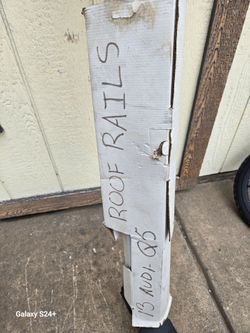 ROOF RAILS
'13 AUDI Q5
Galaxy S24+